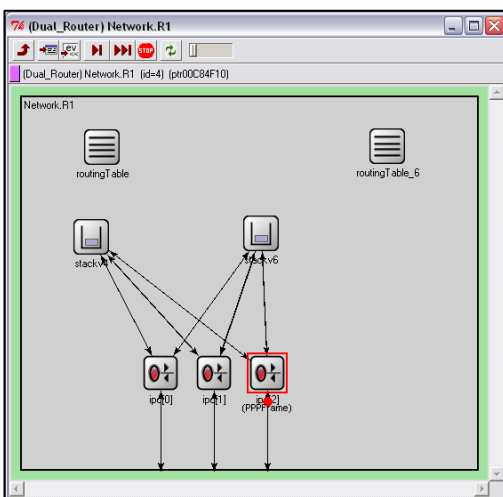 (Dual_Router) Network.R1
STOP
(Dual_Router) Network.R1 (id=4) (ptr00C84F10)
Network.R1
routingTable
routingTable_6
stackv4
stackv6
ipc[0]
ipc[1]
(PPPFrame)